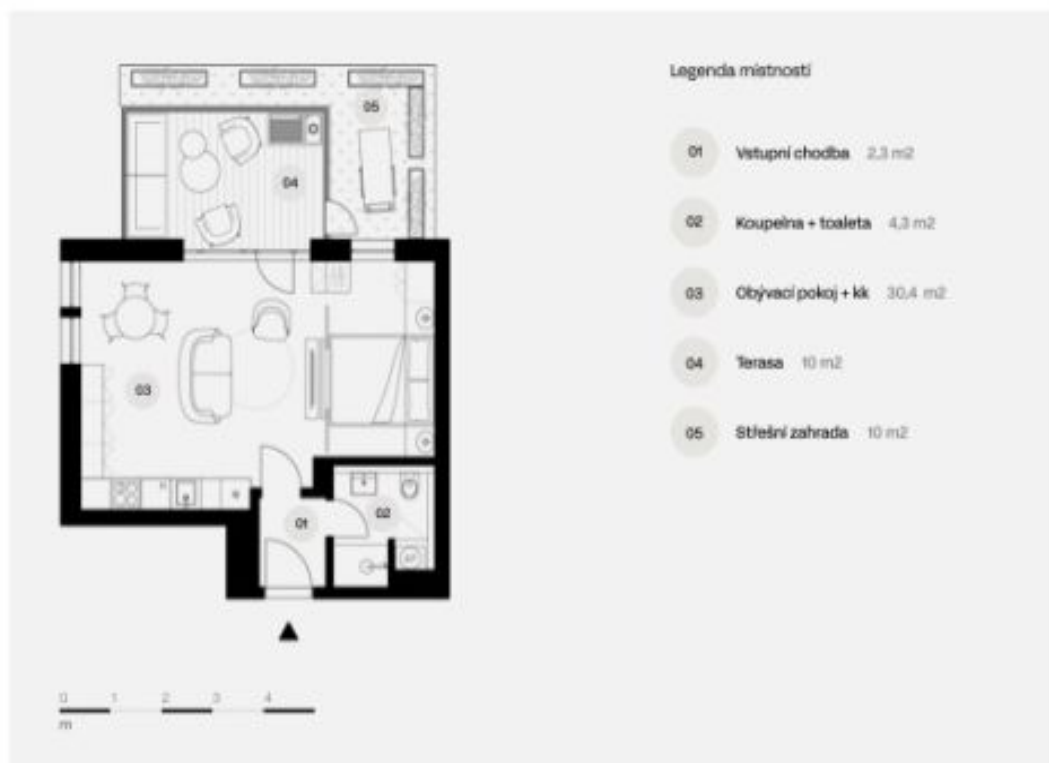 Legenda místností
01 Vstupní chodba 2,3 m2
02 Koupelna + toaleta 4,3 m2
03 Obývací pokoj + kk 30,4 m2
04 Terasa 10 m2
05 Střešní zahrada 10 m2
05
04
03
02
01
0 1 2 3 4
m